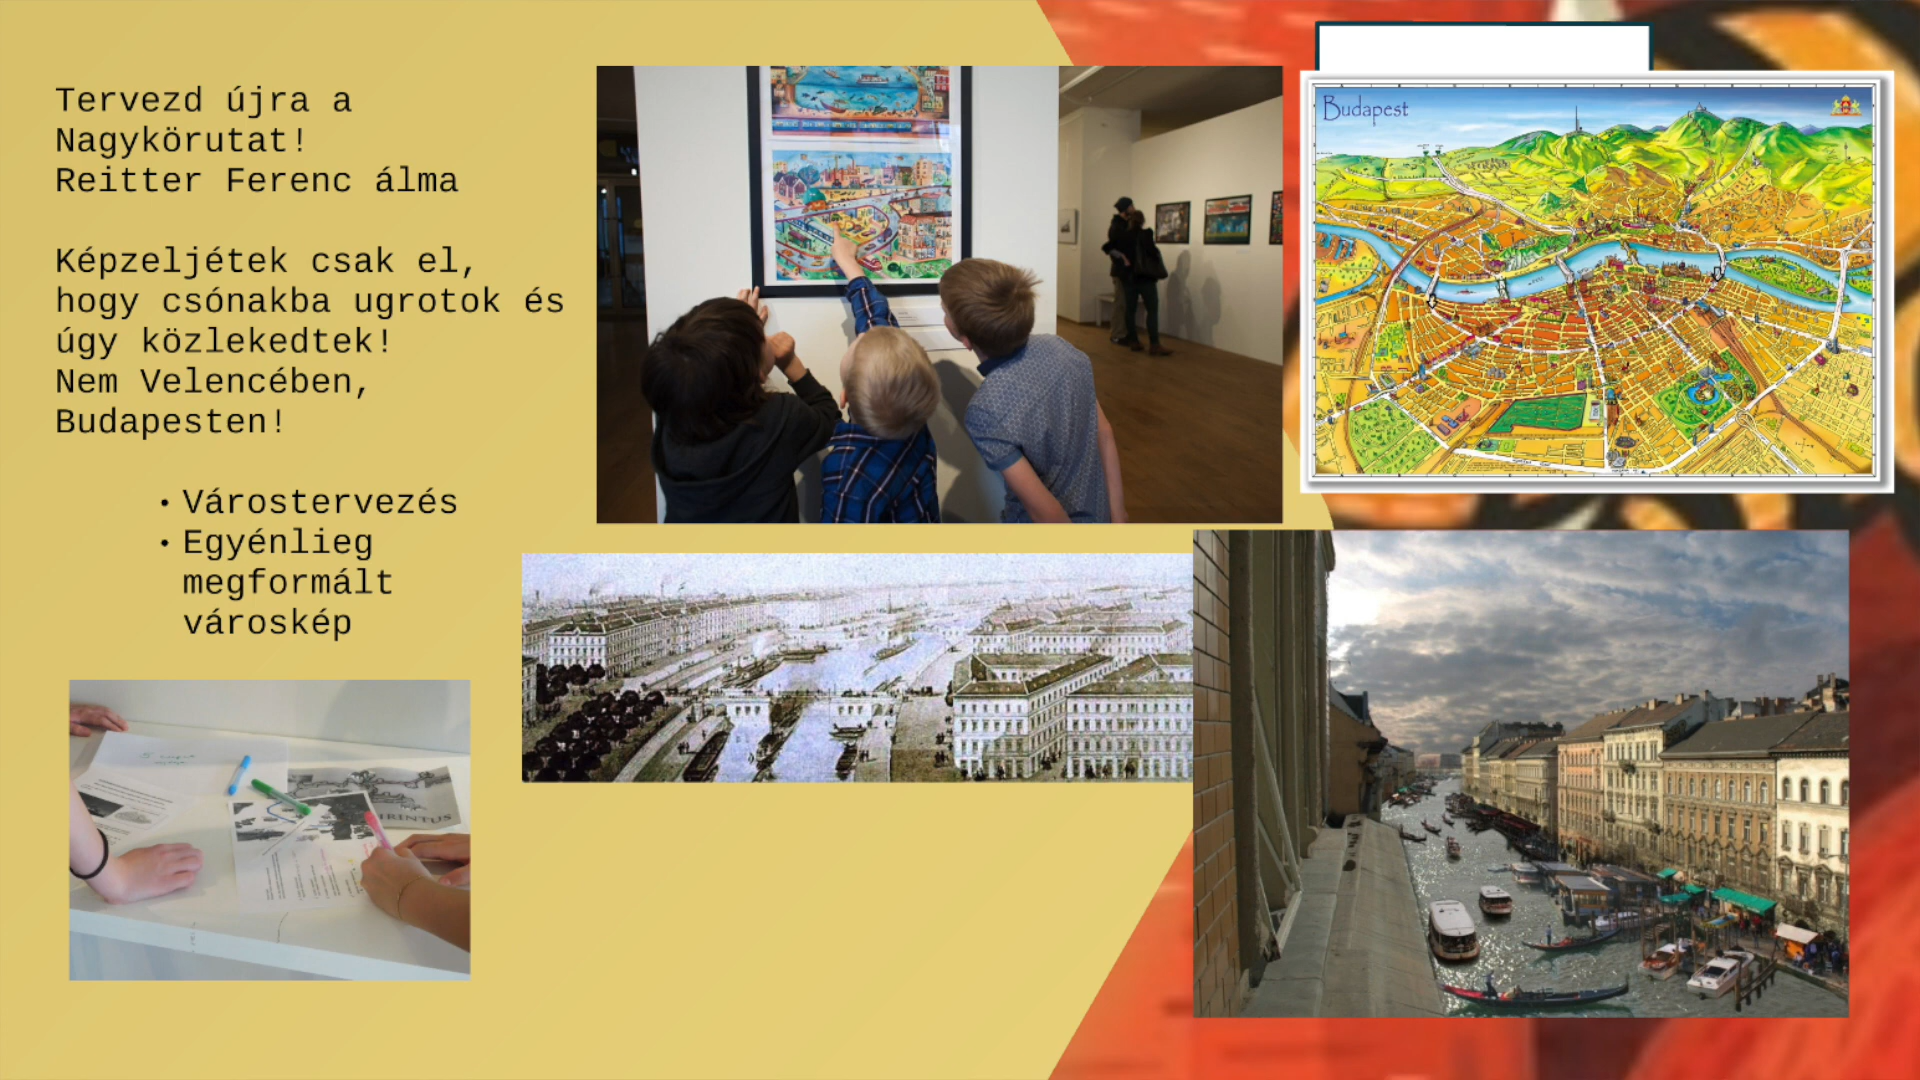 Tervezd újra a
Nagykörutat!
Reitter Ferenc álma
Képzeljétek csak el,
hogy csónakba ugrotok és
úgy közlekedtek!
Nem Velencében,
Budapesten!
• Várostervezés
• Egyénlieg
megformált
városkép
Budapest